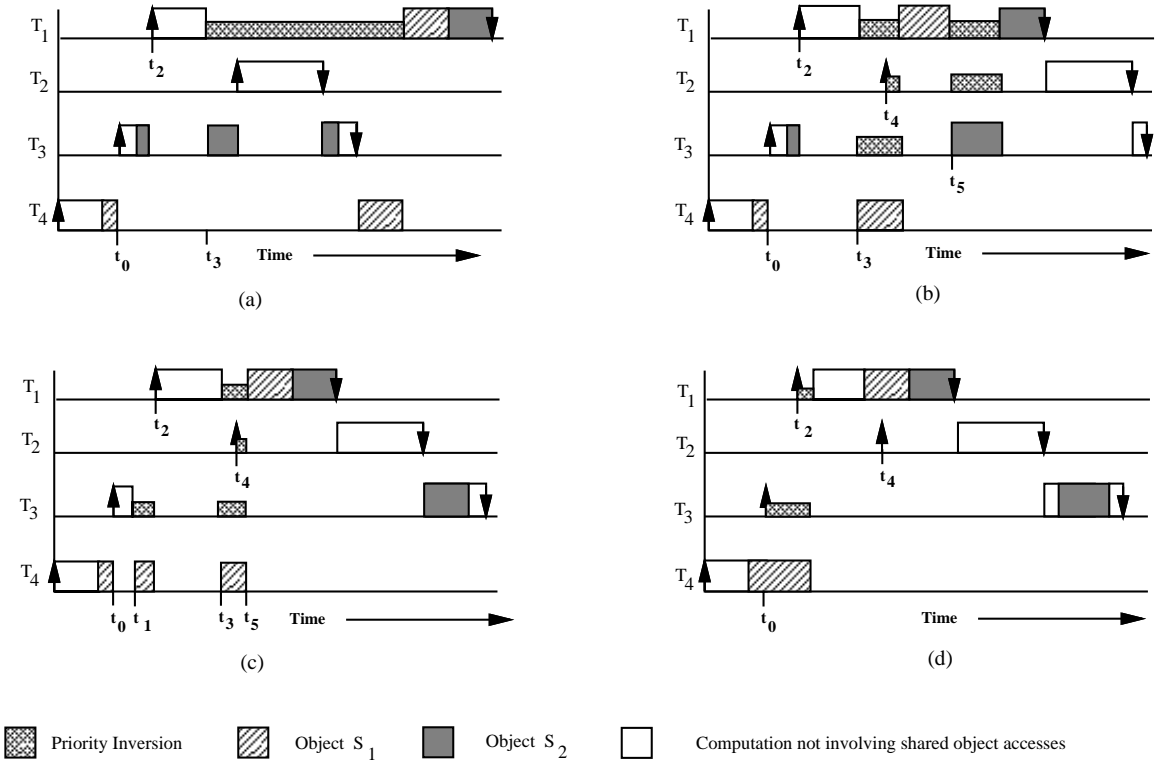 T1
t2
T2
T3
T4
t0
t3
Time
(a)
T1
t2
T2
t4
T3
t5
T4
t0
t3
Time
(b)
T1
t2
T2
t4
T3
T4
t0 t1 t3 t5
Time
(c)
T1
t2
T2
t4
T3
T4
t0
Time
(d)
Priority Inversion
Object S1
Object S2
Computation not involving shared object accesses